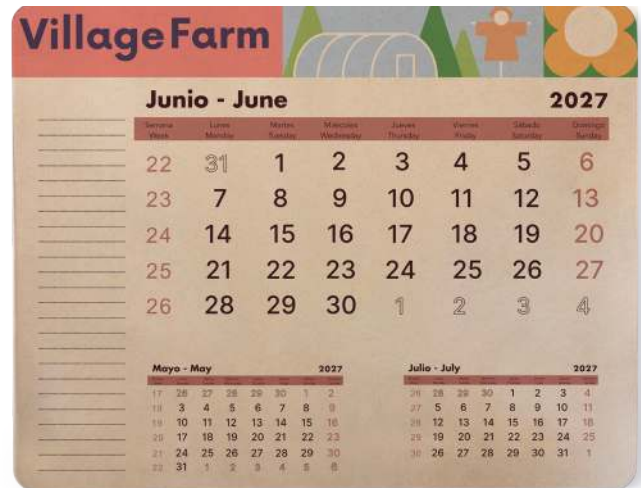 Village Farm
Junio - June 2027
Semana Lunes Martes Miércoles Jueves Viernes Sábado Domingo
Week Monday Tuesday Wednesday Thursday Friday Saturday Sunday
22 31 1 2 3 4 5 6
23 7 8 9 10 11 12 13
24 14 15 16 17 18 19 20
25 21 22 23 24 25 26 27
26 28 29 30 1 2 3 4
Mayo - May 2027
17 26 27 28 29 30 1 2
18 3 4 5 6 7 8 9
19 10 11 12 13 14 15 16
20 17 18 19 20 21 22 23
21 24 25 26 27 28 29 30
22 31 1 2 3 4 5 6
Julio - July 2027
26 28 29 30 1 2 3 4
27 5 6 7 8 9 10 11
28 12 13 14 15 16 17 18
29 19 20 21 22 23 24 25
30 26 27 28 29 30 31 1